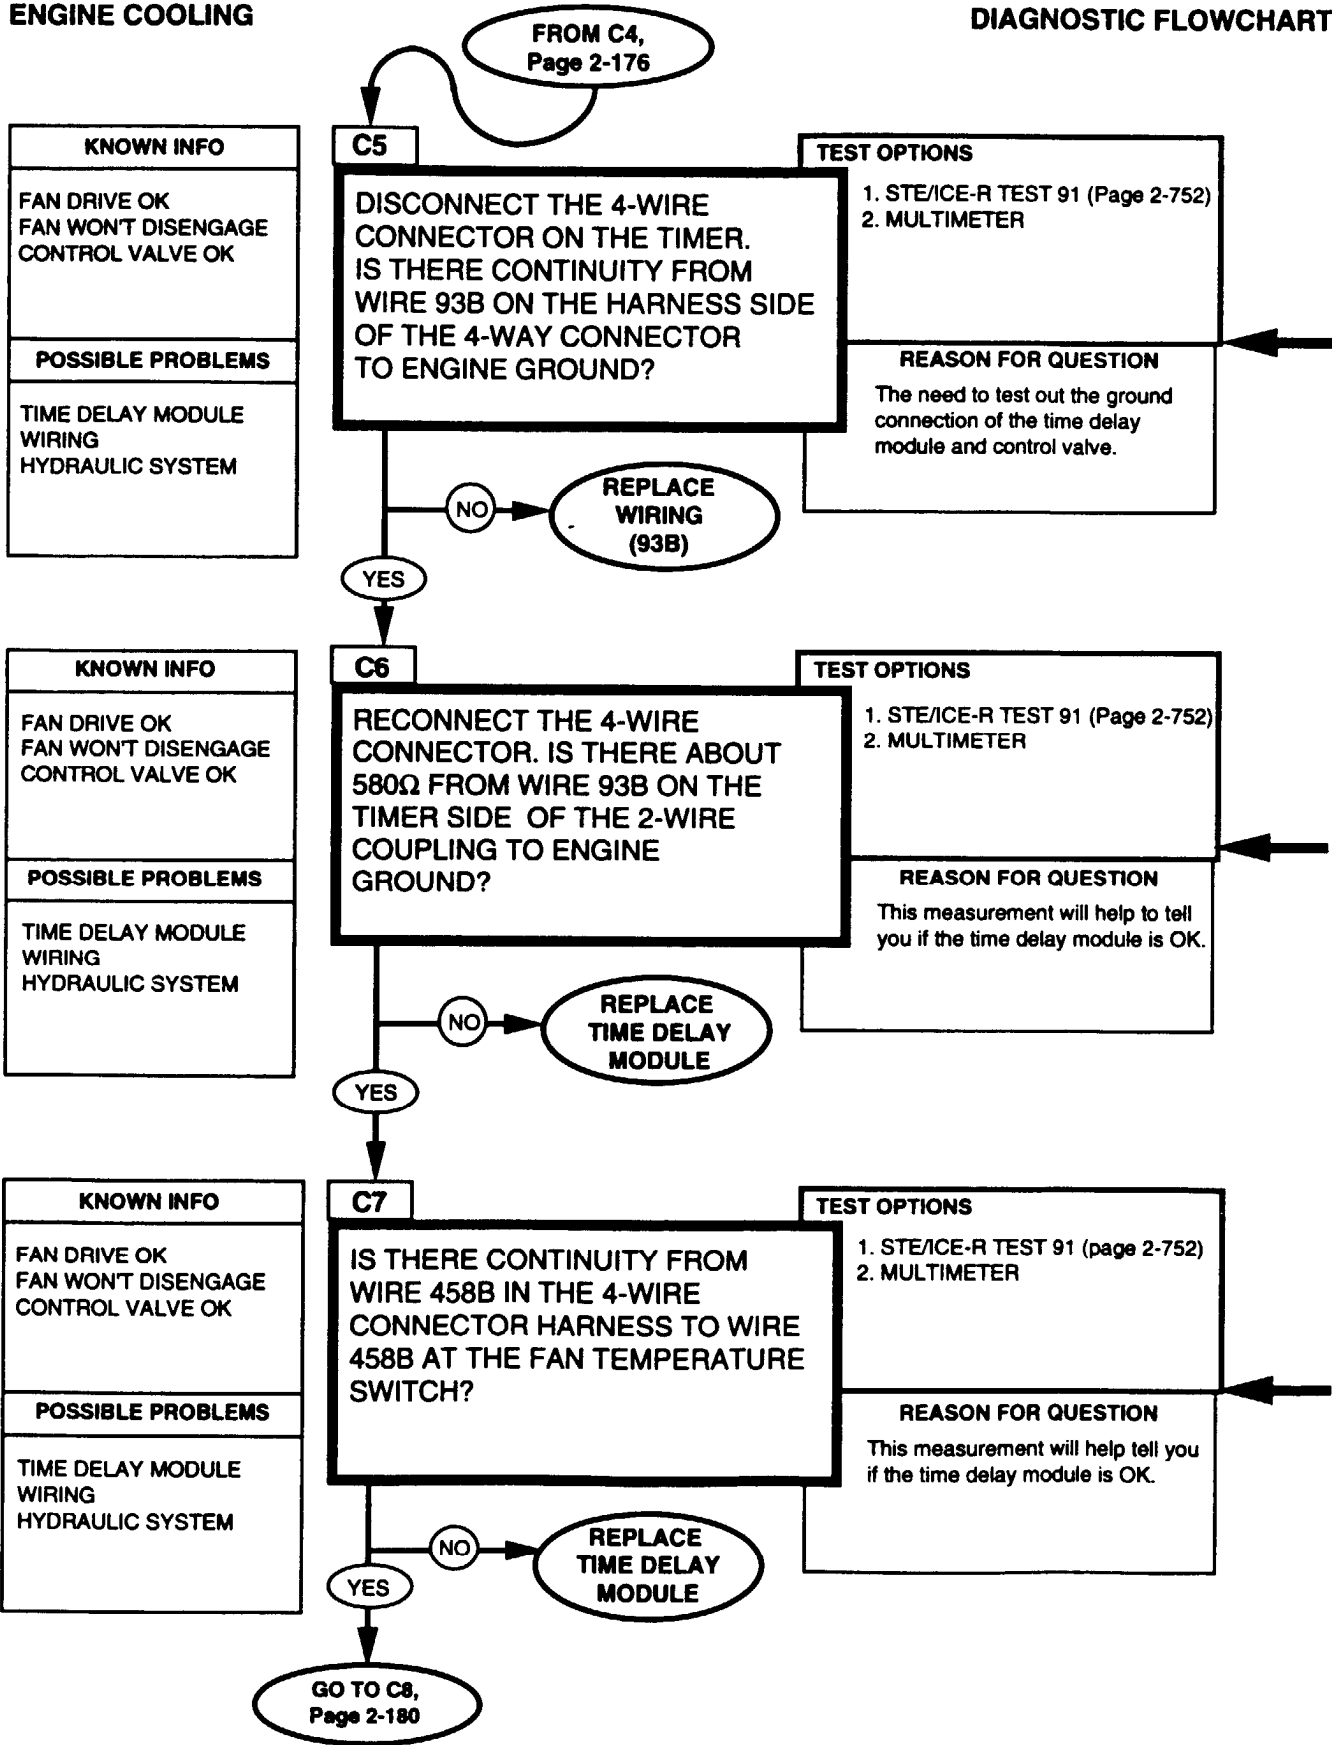 ENGINE COOLING
DIAGNOSTIC FLOWCHART
FROM C4,
Page 2-176
KNOWN INFO
FAN DRIVE OK
FAN WON'T DISENGAGE
CONTROL VALVE OK
POSSIBLE PROBLEMS
TIME DELAY MODULE
WIRING
HYDRAULIC SYSTEM
C5
DISCONNECT THE 4-WIRE
CONNECTOR ON THE TIMER.
IS THERE CONTINUITY FROM
WIRE 93B ON THE HARNESS SIDE
OF THE 4-WAY CONNECTOR
TO ENGINE GROUND?
TEST OPTIONS
1. STE/ICE-R TEST 91 (Page 2-752)
2. MULTIMETER
REASON FOR QUESTION
The need to test out the ground
connection of the time delay
module and control valve.
NO
REPLACE
WIRING
(93B)
YES
KNOWN INFO
FAN DRIVE OK
FAN WON'T DISENGAGE
CONTROL VALVE OK
POSSIBLE PROBLEMS
TIME DELAY MODULE
WIRING
HYDRAULIC SYSTEM
C6
RECONNECT THE 4-WIRE
CONNECTOR. IS THERE ABOUT
580Ω FROM WIRE 93B ON THE
TIMER SIDE OF THE 2-WIRE
COUPLING TO ENGINE
GROUND?
TEST OPTIONS
1. STE/ICE-R TEST 91 (Page 2-752)
2. MULTIMETER
REASON FOR QUESTION
This measurement will help to tell
you if the time delay module is OK.
NO
REPLACE
TIME DELAY
MODULE
YES
KNOWN INFO
FAN DRIVE OK
FAN WON'T DISENGAGE
CONTROL VALVE OK
POSSIBLE PROBLEMS
TIME DELAY MODULE
WIRING
HYDRAULIC SYSTEM
C7
IS THERE CONTINUITY FROM
WIRE 458B IN THE 4-WIRE
CONNECTOR HARNESS TO WIRE
458B AT THE FAN TEMPERATURE
SWITCH?
TEST OPTIONS
1. STE/ICE-R TEST 91 (page 2-752)
2. MULTIMETER
REASON FOR QUESTION
This measurement will help tell you
if the time delay module is OK.
NO
REPLACE
TIME DELAY
MODULE
YES
GO TO C8,
Page 2-180